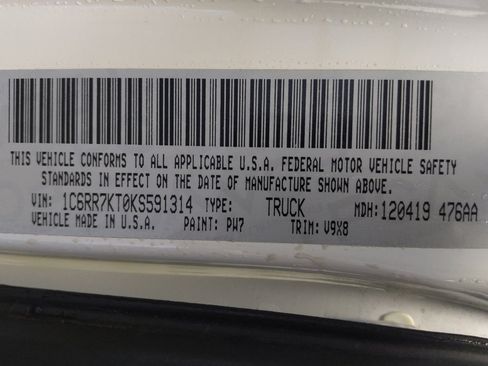 THIS VEHICLE CONFORMS TO ALL APPLICABLE U.S.A. FEDERAL MOTOR VEHICLE SAFETY
STANDARDS IN EFFECT ON THE DATE OF MANUFACTURE SHOWN ABOVE.
VIN: 1C6RR7KT0KS591314 TYPE: TRUCK MDH: 120419 476AA
VEHICLE MADE IN U.S.A. PAINT: PW7 TRIM: V9X8